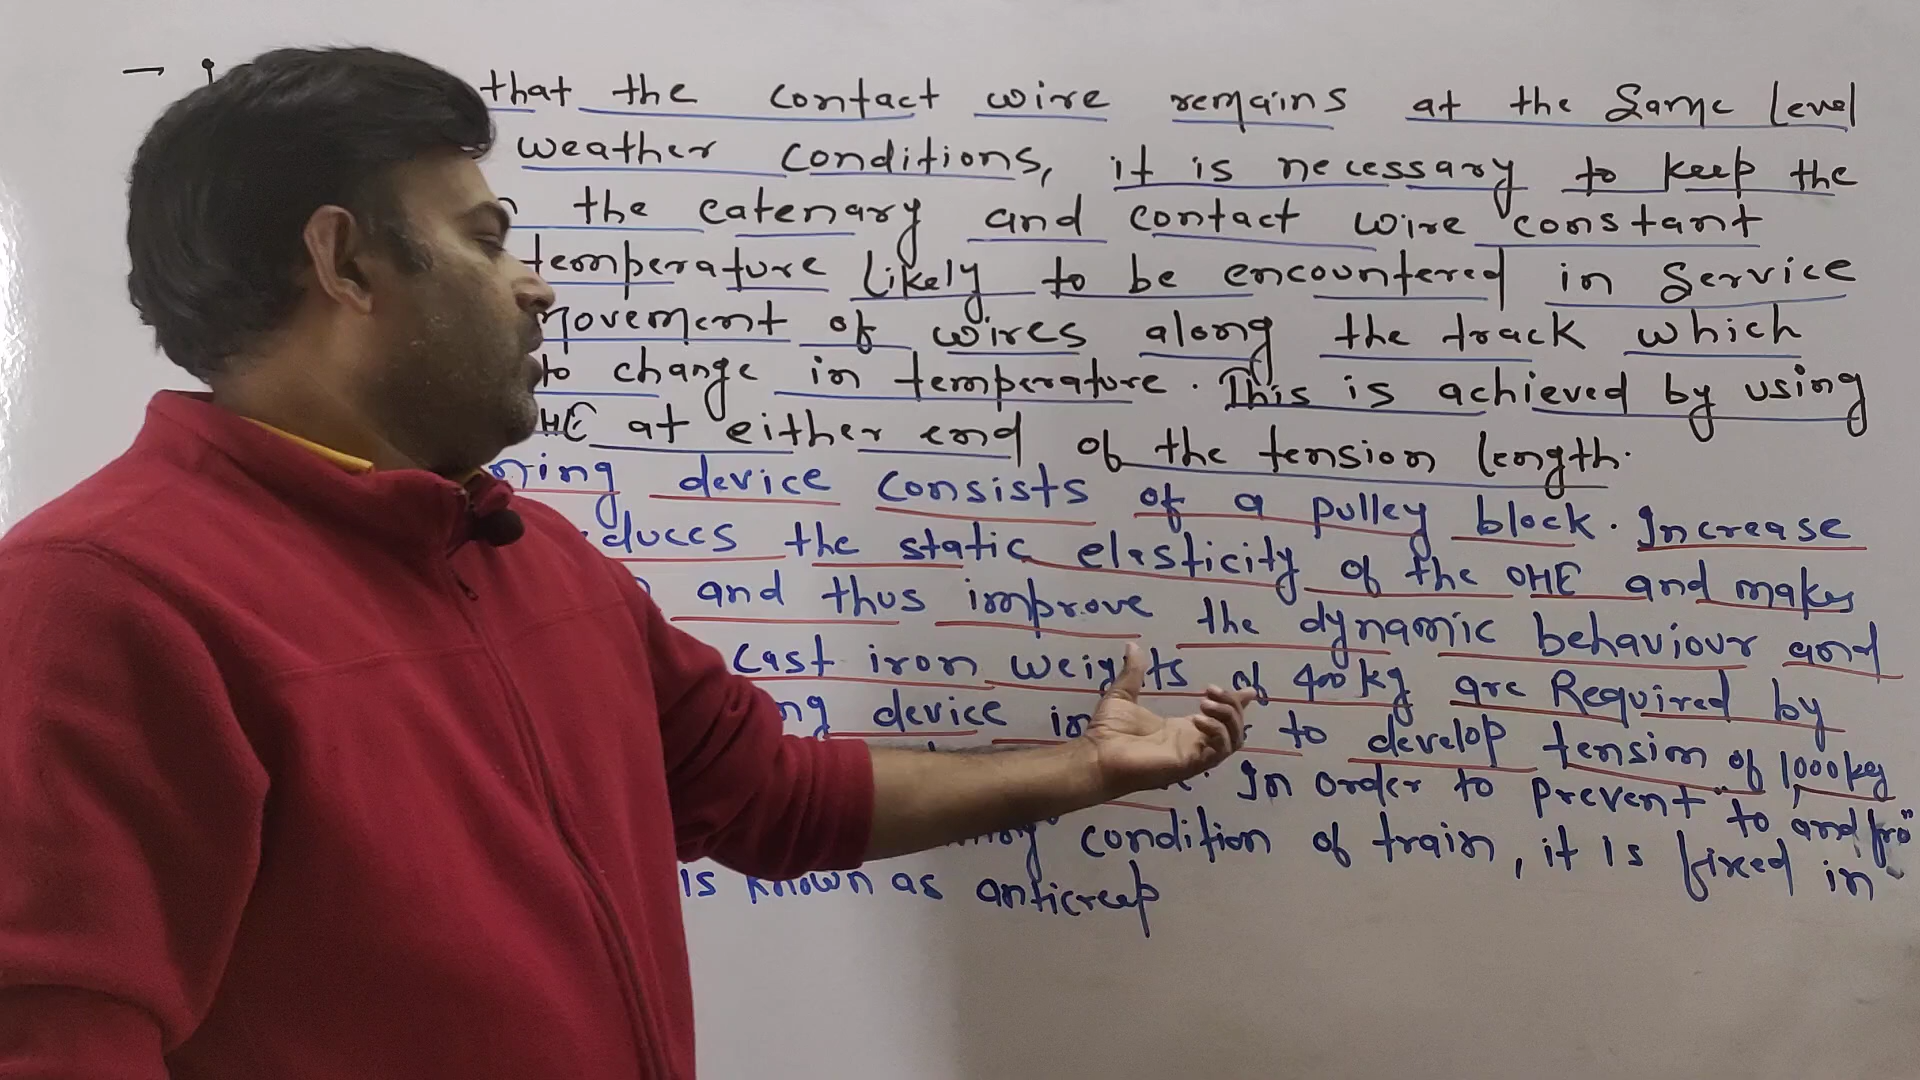 that the contact wire remains at the Same level
weather conditions, it is necessary to keep the
the catenary and contact wire constant
temperature likely to be encountered in Service
movement of wires along the track which
to change in temperature. This is achieved by using
OHE at either end of the tension length.
ning device consists of a pulley block. Increase
duces the static elasticity of the OHE and makes
and thus improve the dynamic behaviour and
cast iron weights of 400 kg are Required by
ng device in to develop tension of 1000 kg
In order to prevent "to and fro"
condition of train, it is fixed in
is known as anticreep